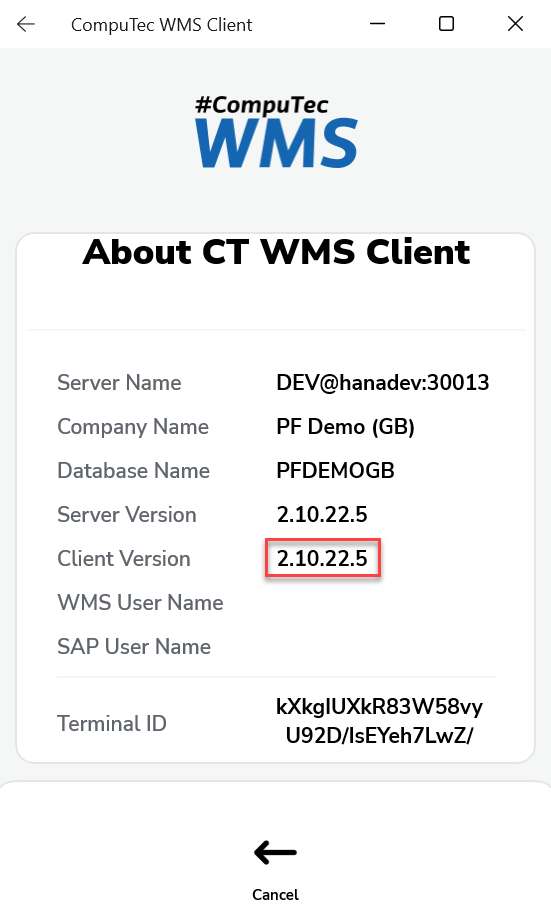 CompuTec WMS Client
#CompuTec
WMS
About CT WMS Client
Server Name DEV@hanadev:30013
Company Name PF Demo (GB)
Database Name PFDEMOGB
Server Version 2.10.22.5
Client Version 2.10.22.5
WMS User Name
SAP User Name
Terminal ID kXkgIUXkR83W58vy
U92D/IsEYeh7LwZ/
Cancel